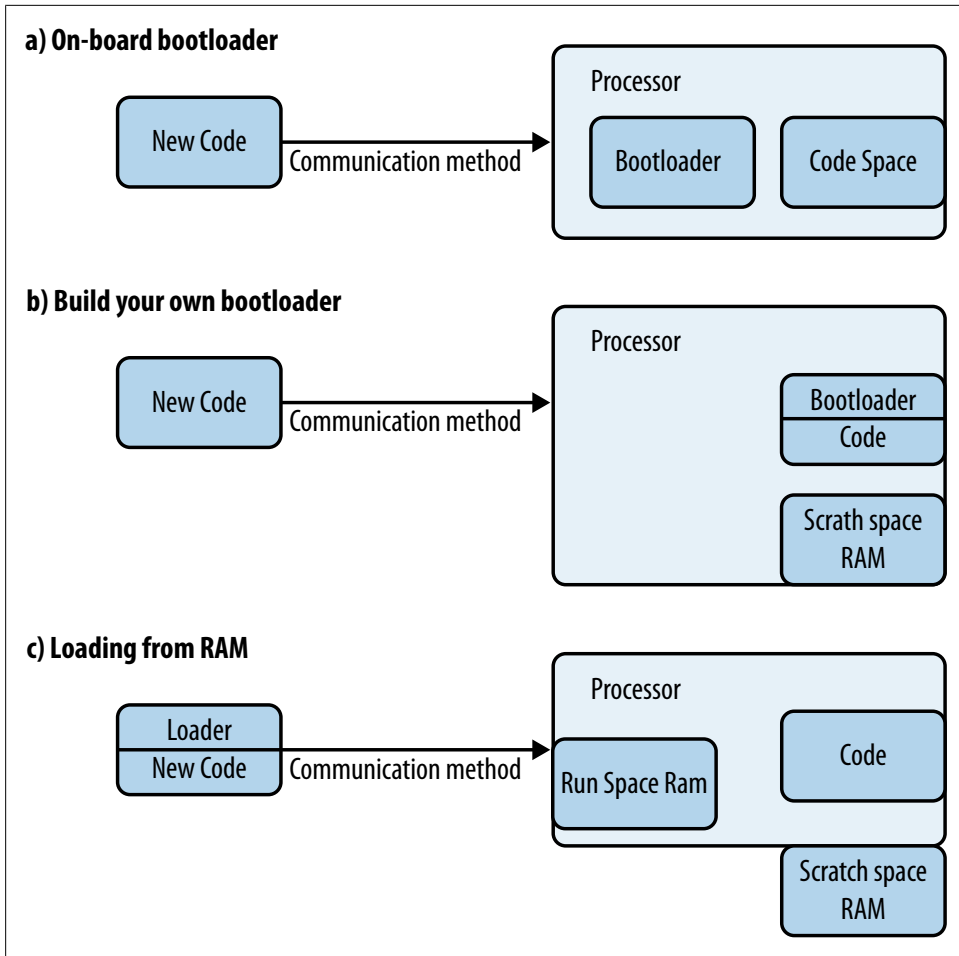 a) On-board bootloader
New Code
Communication method
Processor
Bootloader
Code Space
b) Build your own bootloader
New Code
Communication method
Processor
Bootloader
Code
Scrath space
RAM
c) Loading from RAM
Loader
New Code
Communication method
Processor
Run Space Ram
Code
Scratch space
RAM